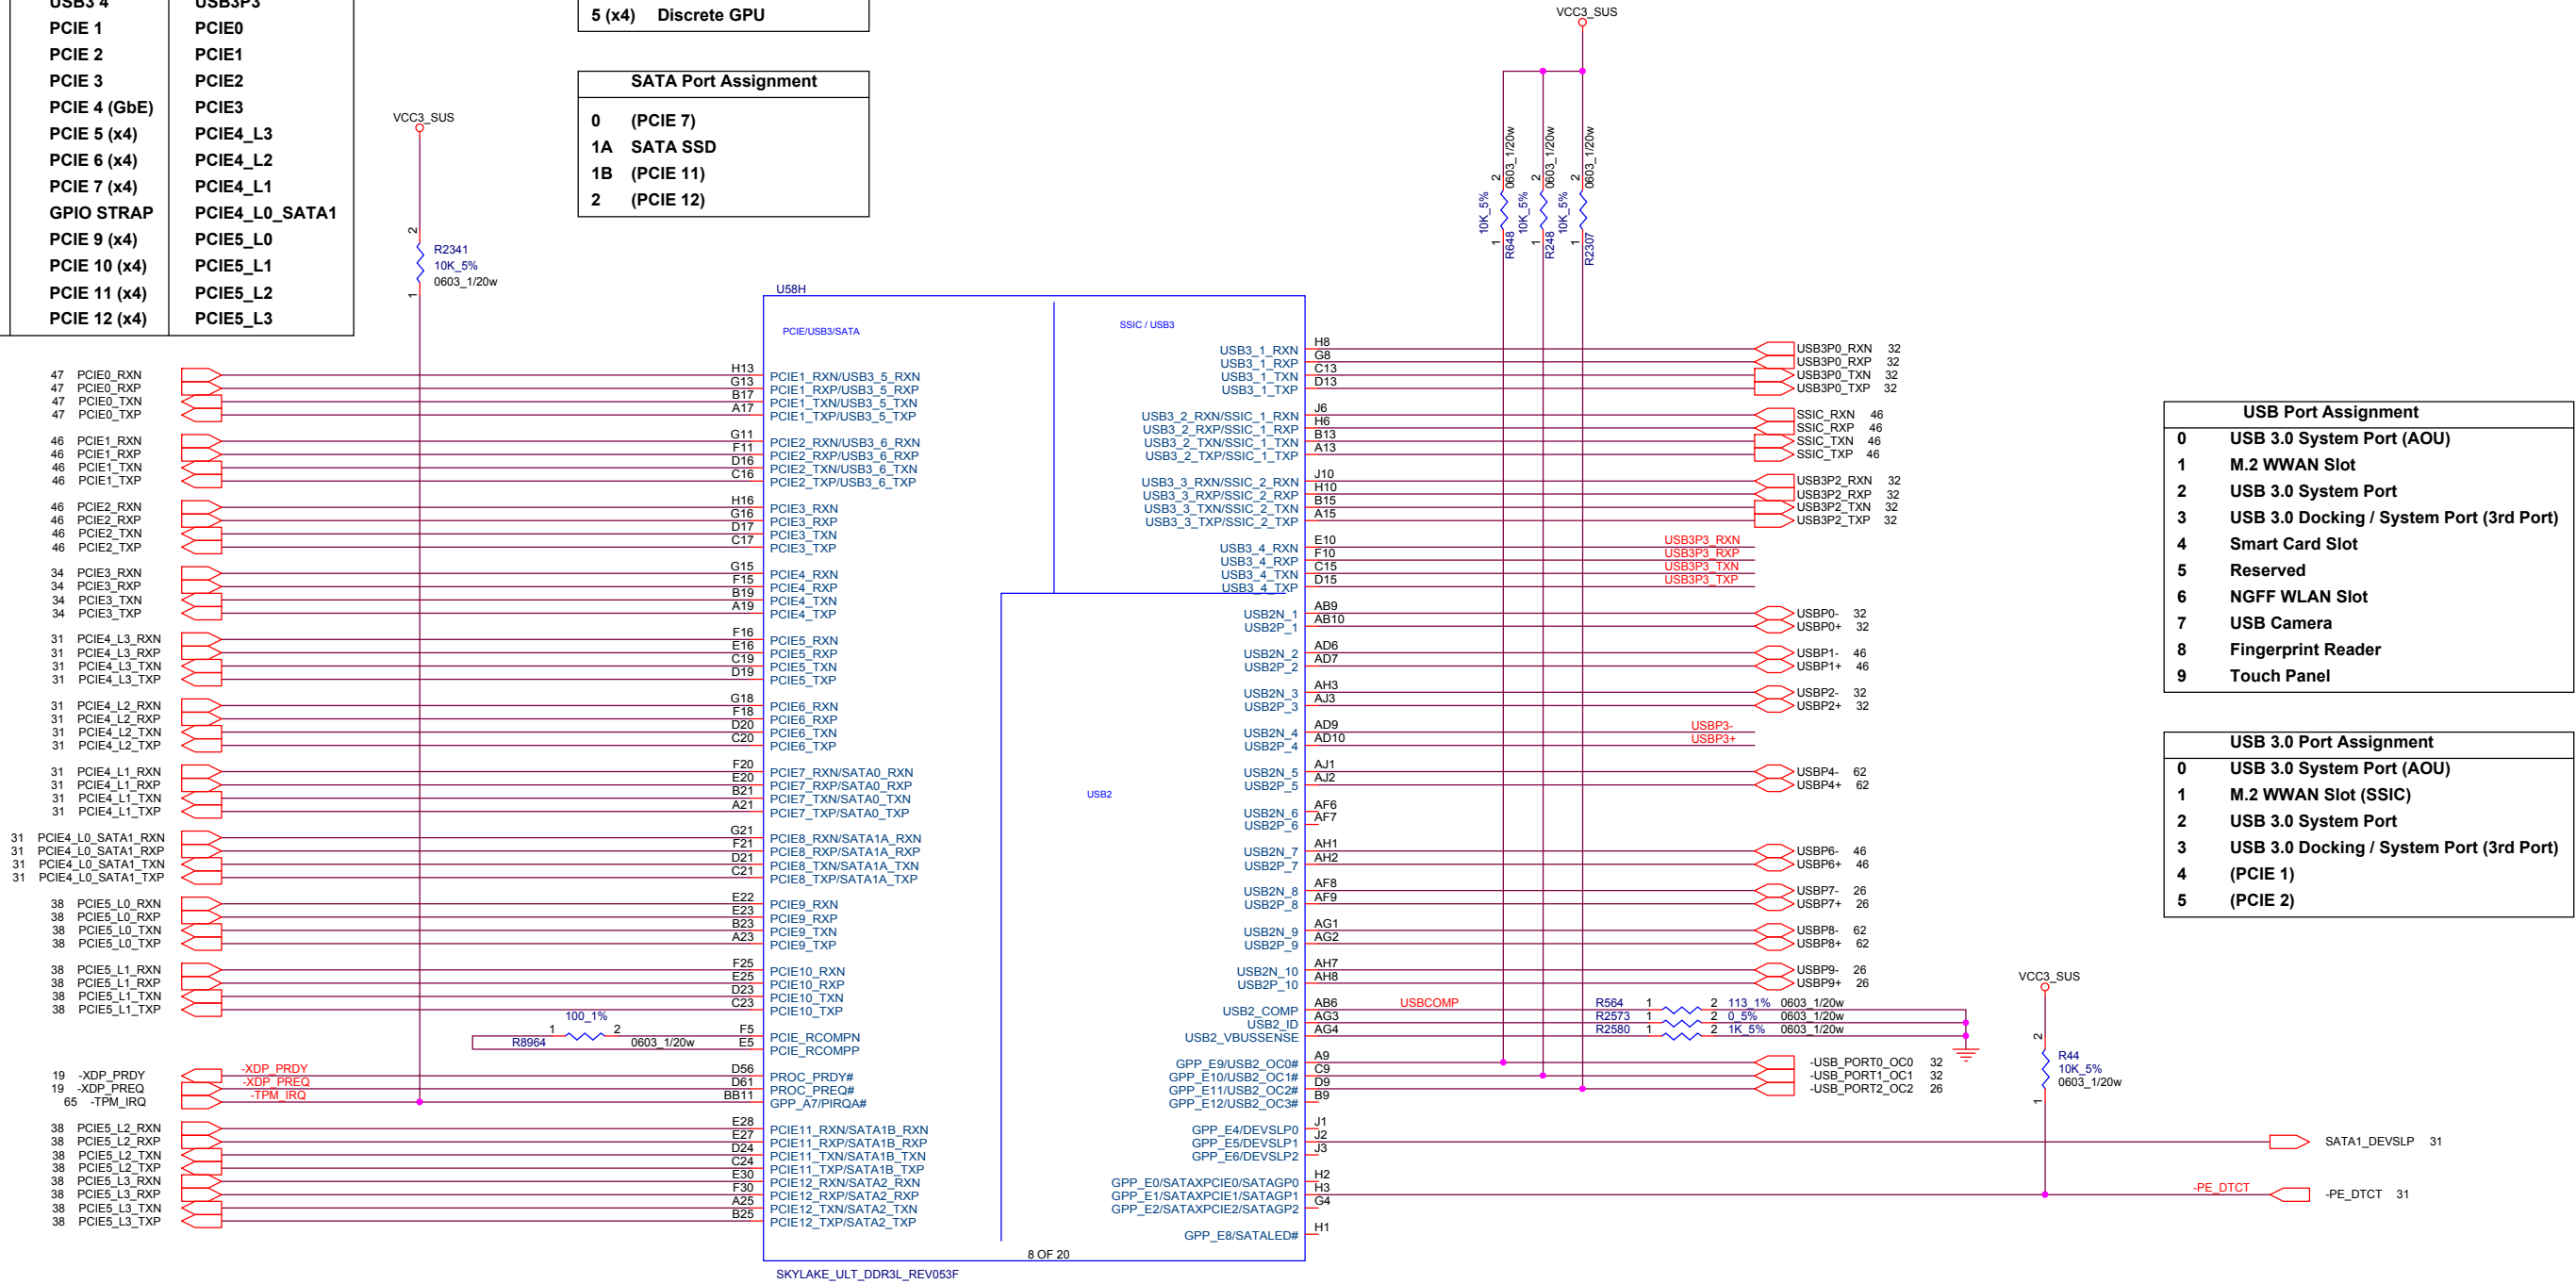 USB3 4 USB3P3
PCIE 1 PCIE0
PCIE 2 PCIE1
PCIE 3 PCIE2
PCIE 4 (GbE) PCIE3
PCIE 5 (x4) PCIE4_L3
PCIE 6 (x4) PCIE4_L2
PCIE 7 (x4) PCIE4_L1
GPIO STRAP PCIE4_L0_SATA1
PCIE 9 (x4) PCIE5_L0
PCIE 10 (x4) PCIE5_L1
PCIE 11 (x4) PCIE5_L2
PCIE 12 (x4) PCIE5_L3
5 (x4) Discrete GPU
SATA Port Assignment
0 (PCIE 7)
1A SATA SSD
1B (PCIE 11)
2 (PCIE 12)
VCC3_SUS
2
R2341
10K_5%
0603_1/20w
1
VCC3_SUS
1 2 10K_5% R648 0603_1/20w
1 2 10K_5% R248 0603_1/20w
1 2 10K_5% R2307 0603_1/20w
U58H
PCIE/USB3/SATA
SSIC / USB3
USB2
47 PCIE0_RXN H13 PCIE1_RXN/USB3_5_RXN
47 PCIE0_RXP G13 PCIE1_RXP/USB3_5_RXP
47 PCIE0_TXN B17 PCIE1_TXN/USB3_5_TXN
47 PCIE0_TXP A17 PCIE1_TXP/USB3_5_TXP
46 PCIE1_RXN G11 PCIE2_RXN/USB3_6_RXN
46 PCIE1_RXP F11 PCIE2_RXP/USB3_6_RXP
46 PCIE1_TXN D16 PCIE2_TXN/USB3_6_TXN
46 PCIE1_TXP C16 PCIE2_TXP/USB3_6_TXP
46 PCIE2_RXN H16 PCIE3_RXN
46 PCIE2_RXP G16 PCIE3_RXP
46 PCIE2_TXN D17 PCIE3_TXN
46 PCIE2_TXP C17 PCIE3_TXP
34 PCIE3_RXN G15 PCIE4_RXN
34 PCIE3_RXP F15 PCIE4_RXP
34 PCIE3_TXN B19 PCIE4_TXN
34 PCIE3_TXP A19 PCIE4_TXP
31 PCIE4_L3_RXN F16 PCIE5_RXN
31 PCIE4_L3_RXP E16 PCIE5_RXP
31 PCIE4_L3_TXN C19 PCIE5_TXN
31 PCIE4_L3_TXP D19 PCIE5_TXP
31 PCIE4_L2_RXN G18 PCIE6_RXN
31 PCIE4_L2_RXP F18 PCIE6_RXP
31 PCIE4_L2_TXN D20 PCIE6_TXN
31 PCIE4_L2_TXP C20 PCIE6_TXP
31 PCIE4_L1_RXN F20 PCIE7_RXN/SATA0_RXN
31 PCIE4_L1_RXP E20 PCIE7_RXP/SATA0_RXP
31 PCIE4_L1_TXN B21 PCIE7_TXN/SATA0_TXN
31 PCIE4_L1_TXP A21 PCIE7_TXP/SATA0_TXP
31 PCIE4_L0_SATA1_RXN G21 PCIE8_RXN/SATA1A_RXN
31 PCIE4_L0_SATA1_RXP F21 PCIE8_RXP/SATA1A_RXP
31 PCIE4_L0_SATA1_TXN D21 PCIE8_TXN/SATA1A_TXN
31 PCIE4_L0_SATA1_TXP C21 PCIE8_TXP/SATA1A_TXP
38 PCIE5_L0_RXN E22 PCIE9_RXN
38 PCIE5_L0_RXP E23 PCIE9_RXP
38 PCIE5_L0_TXN B23 PCIE9_TXN
38 PCIE5_L0_TXP A23 PCIE9_TXP
38 PCIE5_L1_RXN F25 PCIE10_RXN
38 PCIE5_L1_RXP E25 PCIE10_RXP
38 PCIE5_L1_TXN D23 PCIE10_TXN
38 PCIE5_L1_TXP C23 PCIE10_TXP
100_1%
R8964 1 2 0603_1/20w
F5 PCIE_RCOMPN
E5 PCIE_RCOMPP
19 -XDP_PRDY -XDP_PRDY D56 PROC_PRDY#
19 -XDP_PREQ -XDP_PREQ D61 PROC_PREQ#
65 -TPM_IRQ -TPM_IRQ BB11 GPP_A7/PIRQA#
38 PCIE5_L2_RXN E28 PCIE11_RXN/SATA1B_RXN
38 PCIE5_L2_RXP E27 PCIE11_RXP/SATA1B_RXP
38 PCIE5_L2_TXN D24 PCIE11_TXN/SATA1B_TXN
38 PCIE5_L2_TXP C24 PCIE11_TXP/SATA1B_TXP
38 PCIE5_L3_RXN E30 PCIE12_RXN/SATA2_RXN
38 PCIE5_L3_RXP F30 PCIE12_RXP/SATA2_RXP
38 PCIE5_L3_TXN A25 PCIE12_TXN/SATA2_TXN
38 PCIE5_L3_TXP B25 PCIE12_TXP/SATA2_TXP
USB3_1_RXN H8 USB3P0_RXN 32
USB3_1_RXP G8 USB3P0_RXP 32
USB3_1_TXN C13 USB3P0_TXN 32
USB3_1_TXP D13 USB3P0_TXP 32
USB3_2_RXN/SSIC_1_RXN J6 SSIC_RXN 46
USB3_2_RXP/SSIC_1_RXP H6 SSIC_RXP 46
USB3_2_TXN/SSIC_1_TXN B13 SSIC_TXN 46
USB3_2_TXP/SSIC_1_TXP A13 SSIC_TXP 46
USB3_3_RXN/SSIC_2_RXN J10 USB3P2_RXN 32
USB3_3_RXP/SSIC_2_RXP H10 USB3P2_RXP 32
USB3_3_TXN/SSIC_2_TXN B15 USB3P2_TXN 32
USB3_3_TXP/SSIC_2_TXP A15 USB3P2_TXP 32
USB3_4_RXN E10 USB3P3_RXN
USB3_4_RXP F10 USB3P3_RXP
USB3_4_TXN C15 USB3P3_TXN
USB3_4_TXP D15 USB3P3_TXP
USB2N_1 AB9 USBP0- 32
USB2P_1 AB10 USBP0+ 32
USB2N_2 AD6 USBP1- 46
USB2P_2 AD7 USBP1+ 46
USB2N_3 AH3 USBP2- 32
USB2P_3 AJ3 USBP2+ 32
USB2N_4 AD9 USBP3-
USB2P_4 AD10 USBP3+
USB2N_5 AJ1 USBP4- 62
USB2P_5 AJ2 USBP4+ 62
USB2N_6 AF6
USB2P_6 AF7
USB2N_7 AH1 USBP6- 46
USB2P_7 AH2 USBP6+ 46
USB2N_8 AF8 USBP7- 26
USB2P_8 AF9 USBP7+ 26
USB2N_9 AG1 USBP8- 62
USB2P_9 AG2 USBP8+ 62
USB2N_10 AH7 USBP9- 26
USB2P_10 AH8 USBP9+ 26
USB2_COMP AB6 USBCOMP R564 1 2 113_1% 0603_1/20w
USB2_ID AG3 R2573 1 2 0_5% 0603_1/20w
USB2_VBUSSENSE AG4 R2580 1 2 1K_5% 0603_1/20w
GPP_E9/USB2_OC0# A9 -USB_PORT0_OC0 32
GPP_E10/USB2_OC1# C9 -USB_PORT1_OC1 32
GPP_E11/USB2_OC2# D9 -USB_PORT2_OC2 26
GPP_E12/USB2_OC3# B9
GPP_E4/DEVSLP0 J1
GPP_E5/DEVSLP1 J2 SATA1_DEVSLP 31
GPP_E6/DEVSLP2 J3
GPP_E0/SATAXPCIE0/SATAGP0 H2
GPP_E1/SATAXPCIE1/SATAGP1 H3 -PE_DTCT -PE_DTCT 31
GPP_E2/SATAXPCIE2/SATAGP2 G4
GPP_E8/SATALED# H1
8 OF 20
SKYLAKE_ULT_DDR3L_REV053F
VCC3_SUS
2
R44
10K_5%
0603_1/20w
1
USB Port Assignment
0 USB 3.0 System Port (AOU)
1 M.2 WWAN Slot
2 USB 3.0 System Port
3 USB 3.0 Docking / System Port (3rd Port)
4 Smart Card Slot
5 Reserved
6 NGFF WLAN Slot
7 USB Camera
8 Fingerprint Reader
9 Touch Panel
USB 3.0 Port Assignment
0 USB 3.0 System Port (AOU)
1 M.2 WWAN Slot (SSIC)
2 USB 3.0 System Port
3 USB 3.0 Docking / System Port (3rd Port)
4 (PCIE 1)
5 (PCIE 2)